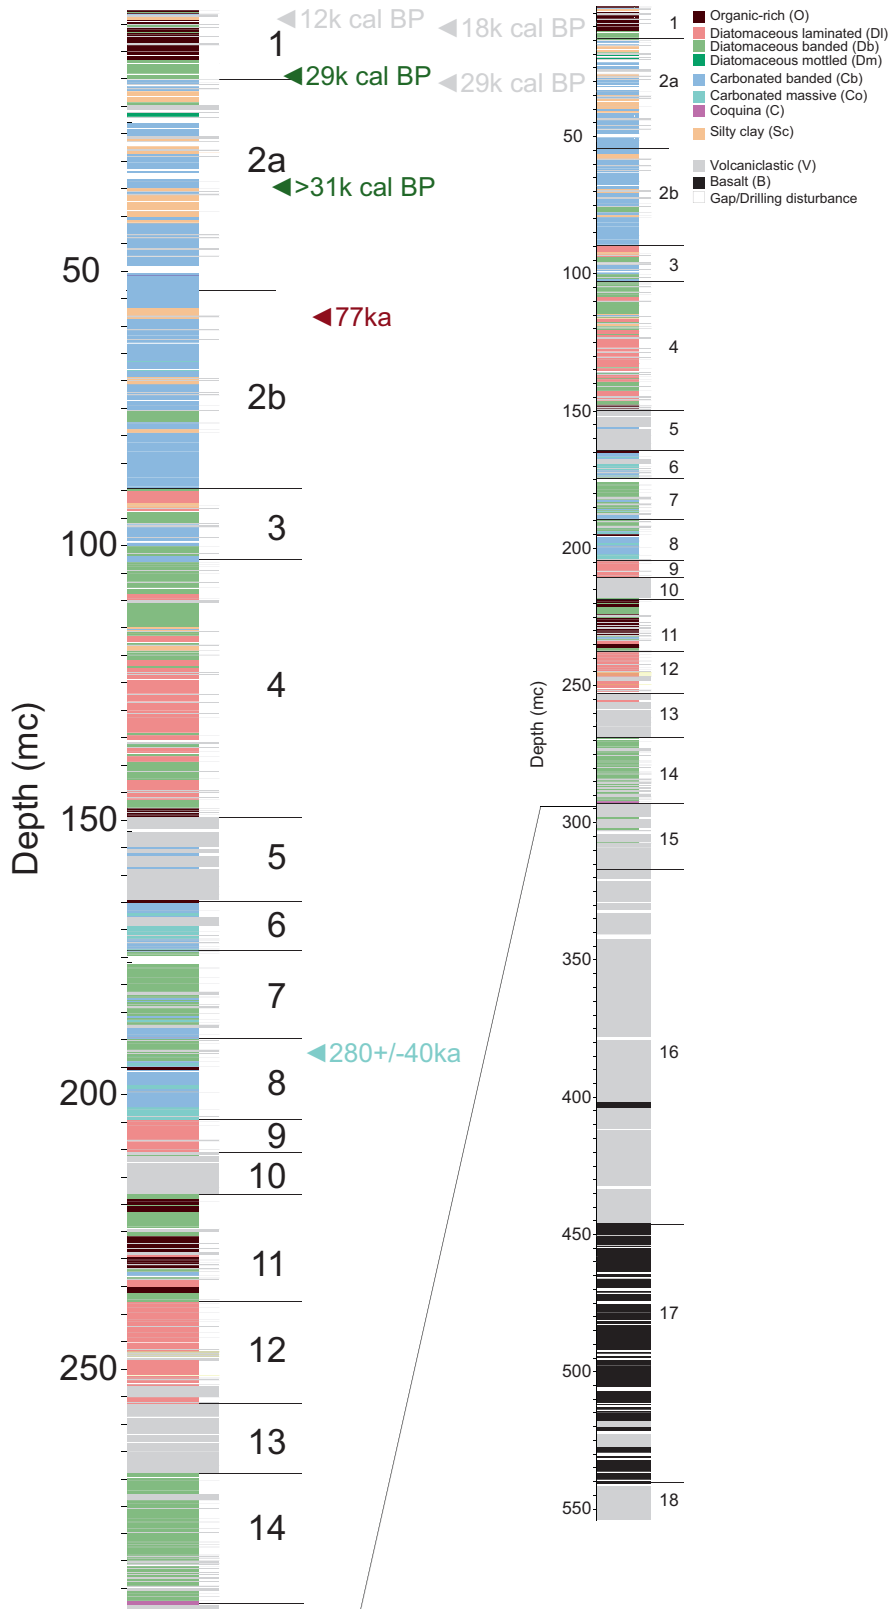 12k cal BP
18k cal BP
29k cal BP
29k cal BP
>31k cal BP
77ka
280+/-40ka
Depth (mc)
50
100
150
200
250
1
2a
2b
3
4
5
6
7
8
9
10
11
12
13
14
Depth (mc)
50
100
150
200
250
300
350
400
450
500
550
1
2a
2b
3
4
5
6
7
8
9
10
11
12
13
14
15
16
17
18
Organic-rich (O)
Diatomaceous laminated (Dl)
Diatomaceous banded (Db)
Diatomaceous mottled (Dm)
Carbonated banded (Cb)
Carbonated massive (Co)
Coquina (C)
Silty clay (Sc)
Volcaniclastic (V)
Basalt (B)
Gap/Drilling disturbance